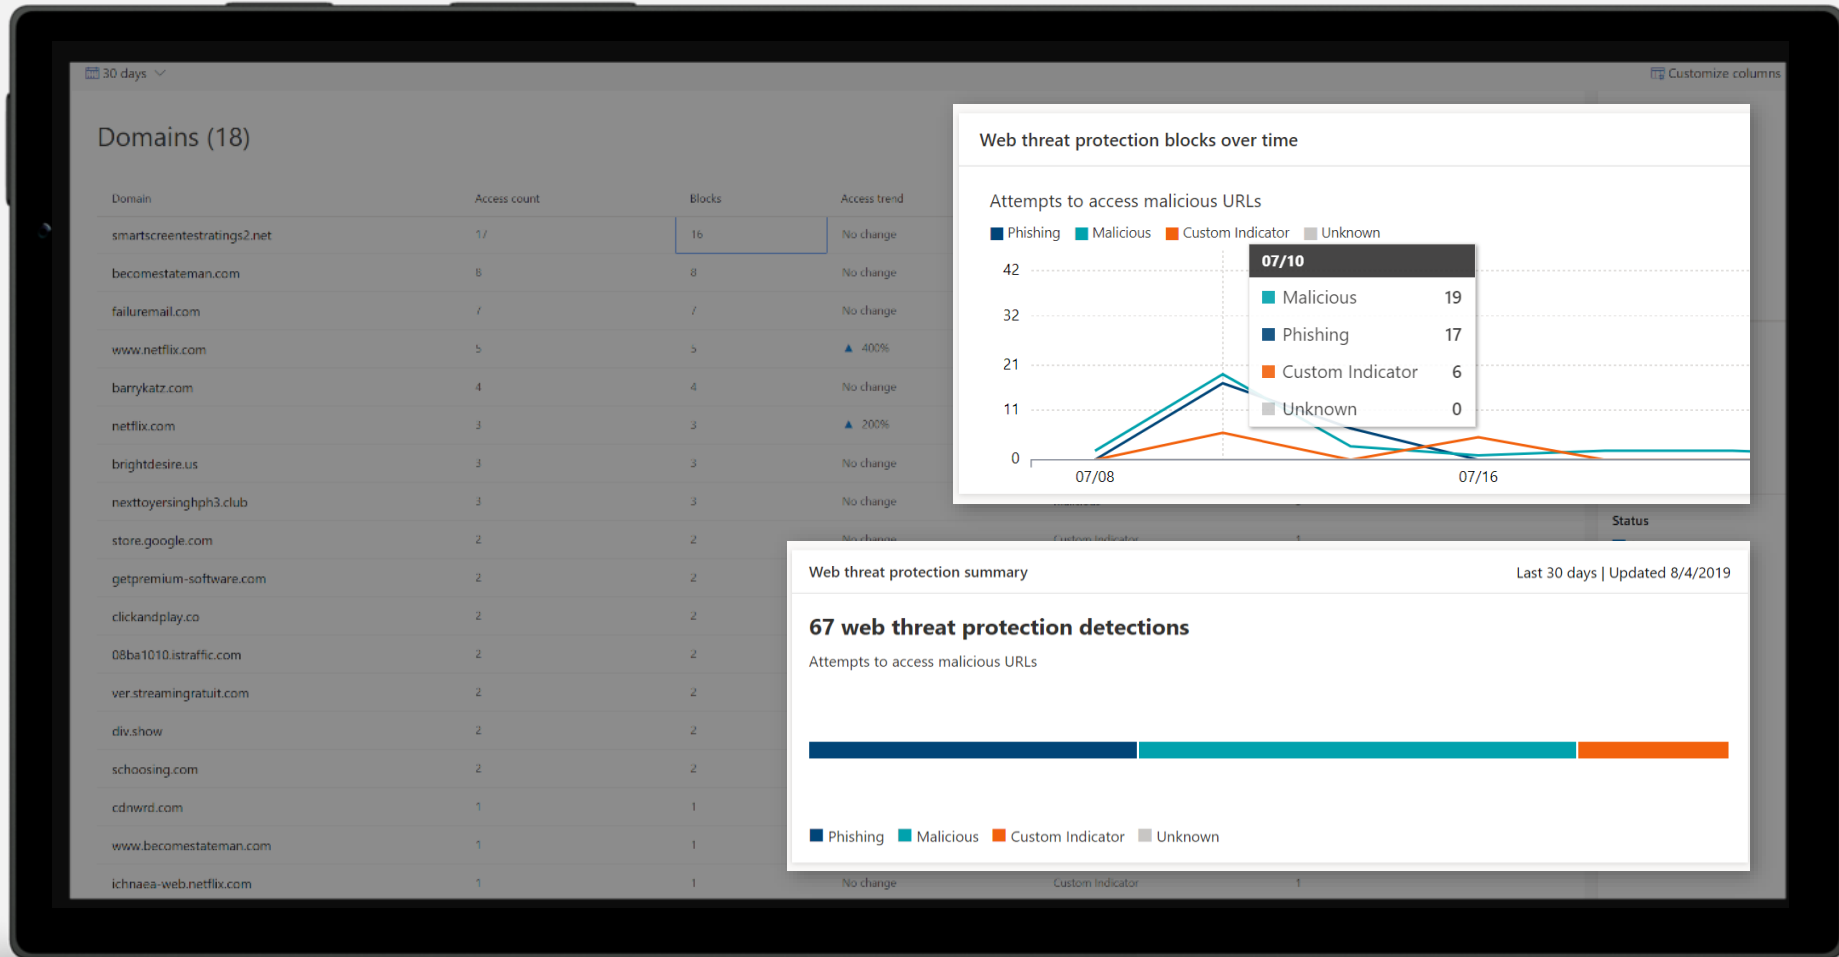 30 days
Customize columns
Domains (18)
Domain Access count Blocks Access trend
smartscreentestratings2.net 17 16 No change
becomestateman.com 8 8 No change
failuremail.com 7 7 No change
www.netflix.com 5 5 400%
barrykatz.com 4 4 No change
netflix.com 3 3 200%
brightdesire.us 3 3 No change
nexttoyersinghph3.club 3 3 No change
store.google.com 2 2 No change Custom Indicator 1
getpremium-software.com 2 2
clickandplay.co 2 2
08ba1010.istraffic.com 2 2
ver.streamingratuit.com 2 2
div.show 2 2
schoosing.com 2 2
cdnwrd.com 1 1
www.becomestateman.com 1 1
ichnaea-web.netflix.com 1 1 No change Custom Indicator 1
Web threat protection blocks over time
Attempts to access malicious URLs
Phishing Malicious Custom Indicator Unknown
42
32
21
11
0
07/08 07/16
07/10
Malicious 19
Phishing 17
Custom Indicator 6
Unknown 0
Status
Web threat protection summary Last 30 days | Updated 8/4/2019
67 web threat protection detections
Attempts to access malicious URLs
Phishing Malicious Custom Indicator Unknown